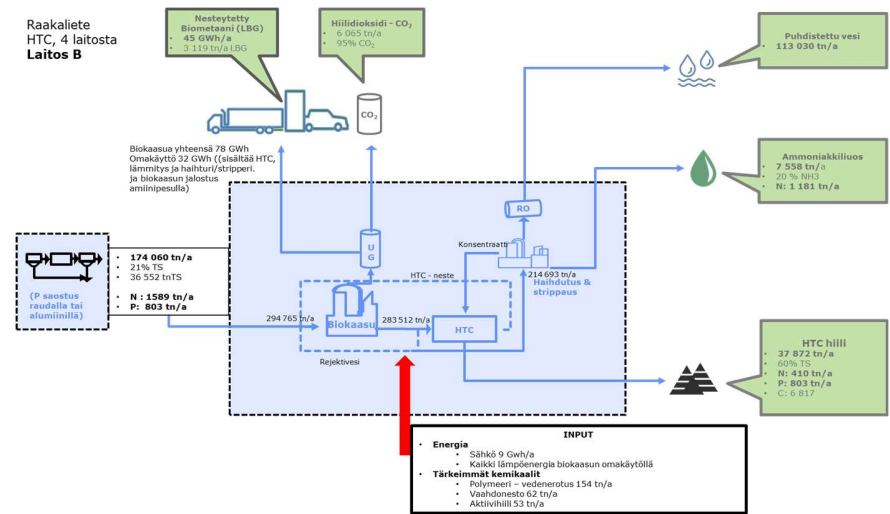 Raakaliete
HTC, 4 laitosta
Laitos B
Nesteytetty
Biometaani (LBG)
• 45 GWh/a
• 3 119 tn/a LBG
Hiilidioksidi - CO₂
• 6 065 tn/a
• 95% CO₂
Puhdistettu vesi
• 113 030 tn/a
CO₂
Biokaasua yhteensä 78 GWh
Omakäyttö 32 GWh ((sisältää HTC,
lämmitys ja haihturi/stripperi.
ja biokaasun jalostus
amiinipesulla)
Ammoniakkiliuos
• 7 558 tn/a
• 20 % NH3
• N: 1 181 tn/a
RO
(P saostus
raudalla tai
alumiinilla)
• 174 060 tn/a
• 21% TS
• 36 552 tnTS
• N : 1589 tn/a
• P: 803 tn/a
U
G
Konsentraatti
HTC - neste
214 693 tn/a
Haihdutus &
strippaus
294 765 tn/a
Biokaasu
283 512 tn/a
HTC
Rejektivesi
HTC hiili
• 37 872 tn/a
• 60% TS
• N: 410 tn/a
• P: 803 tn/a
• C: 6 817
INPUT
• Energia
• Sähkö 9 Gwh/a
• Kaikki lämpöenergia biokaasun omakäytöllä
• Tärkeimmät kemikaalit
• Polymeeri – vedenerotus 154 tn/a
• Vaahdonesto 62 tn/a
• Aktiivihiili 53 tn/a